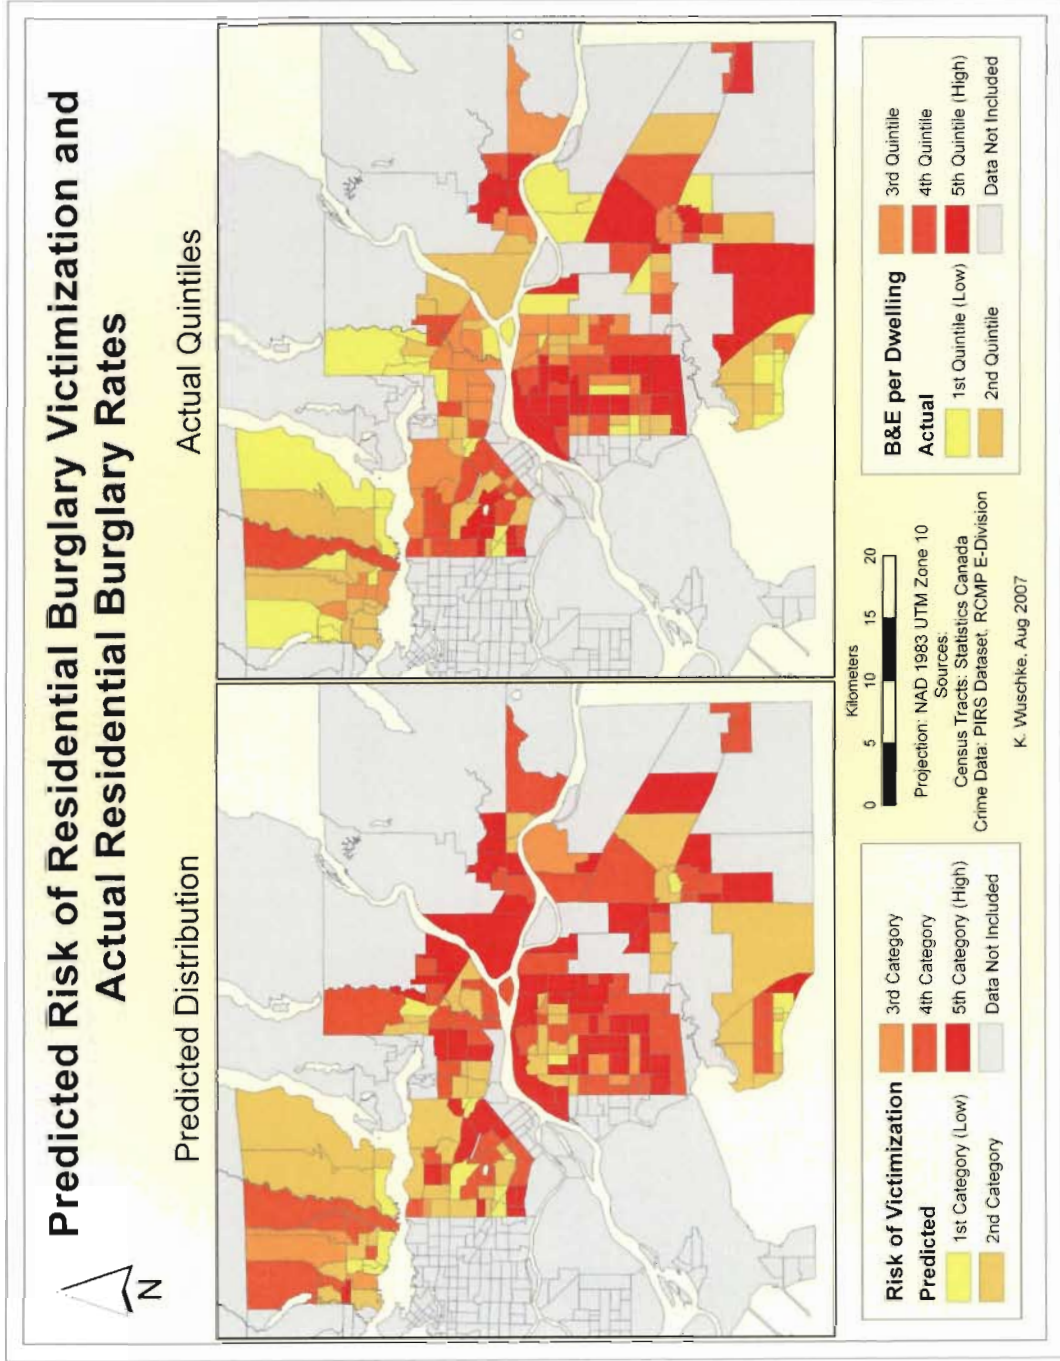 Predicted Risk of Residential Burglary Victimization and
Actual Residential Burglary Rates
N
Predicted Distribution
Actual Quintiles
Risk of Victimization
Predicted
1st Category (Low)
2nd Category
3rd Category
4th Category
5th Category (High)
Data Not Included
Kilometers
0 5 10 15 20
Projection: NAD 1983 UTM Zone 10
Sources:
Census Tracts: Statistics Canada
Crime Data: PIRS Dataset, RCMP E-Division
K. Wuschke, Aug 2007
B&E per Dwelling
Actual
1st Quintile (Low)
2nd Quintile
3rd Quintile
4th Quintile
5th Quintile (High)
Data Not Included